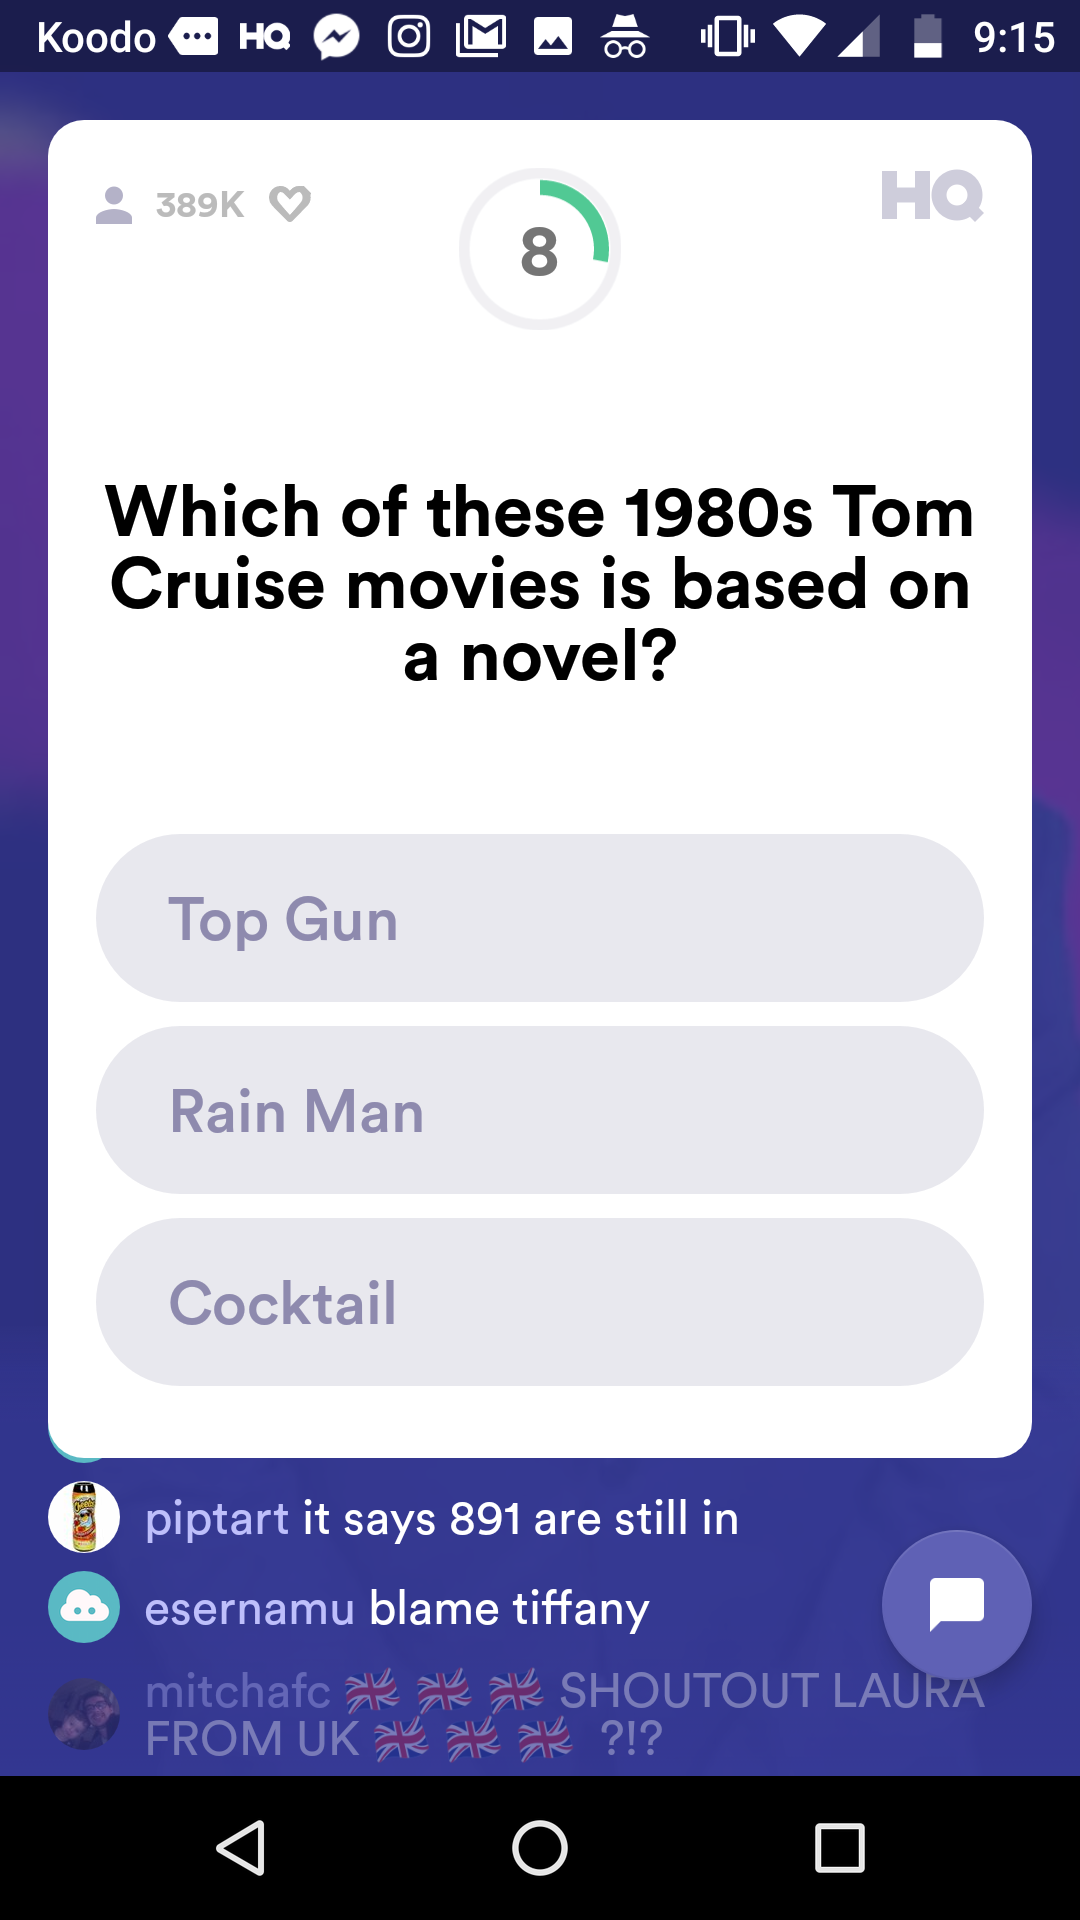 Koodo HQ 9:15
389K 8 HQ
Which of these 1980s Tom
Cruise movies is based on
a novel?
Top Gun
Rain Man
Cocktail
piptart it says 891 are still in
esernamu blame tiffany
mitchafc 🇬🇧 🇬🇧 🇬🇧 SHOUTOUT LAURA
FROM UK 🇬🇧 🇬🇧 🇬🇧 ?!?